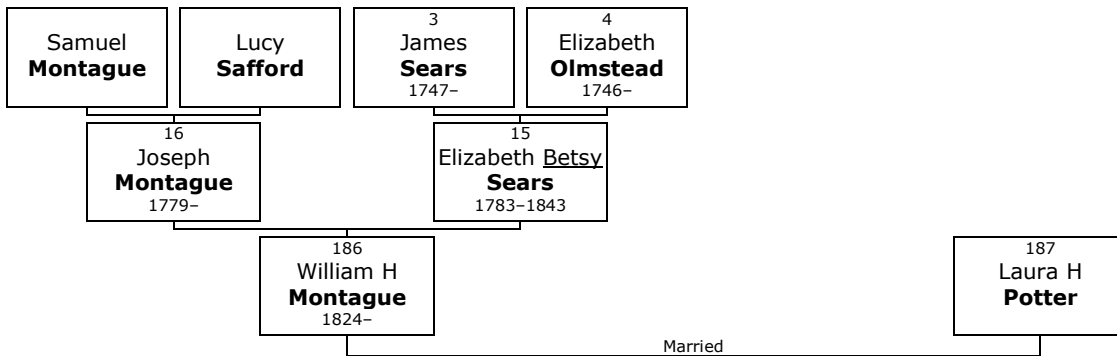 Samuel
Montague
Lucy
Safford
3
James
Sears
1747–
4
Elizabeth
Olmstead
1746–
16
Joseph
Montague
1779–
15
Elizabeth Betsy
Sears
1783–1843
186
William H
Montague
1824–
187
Laura H
Potter
Married